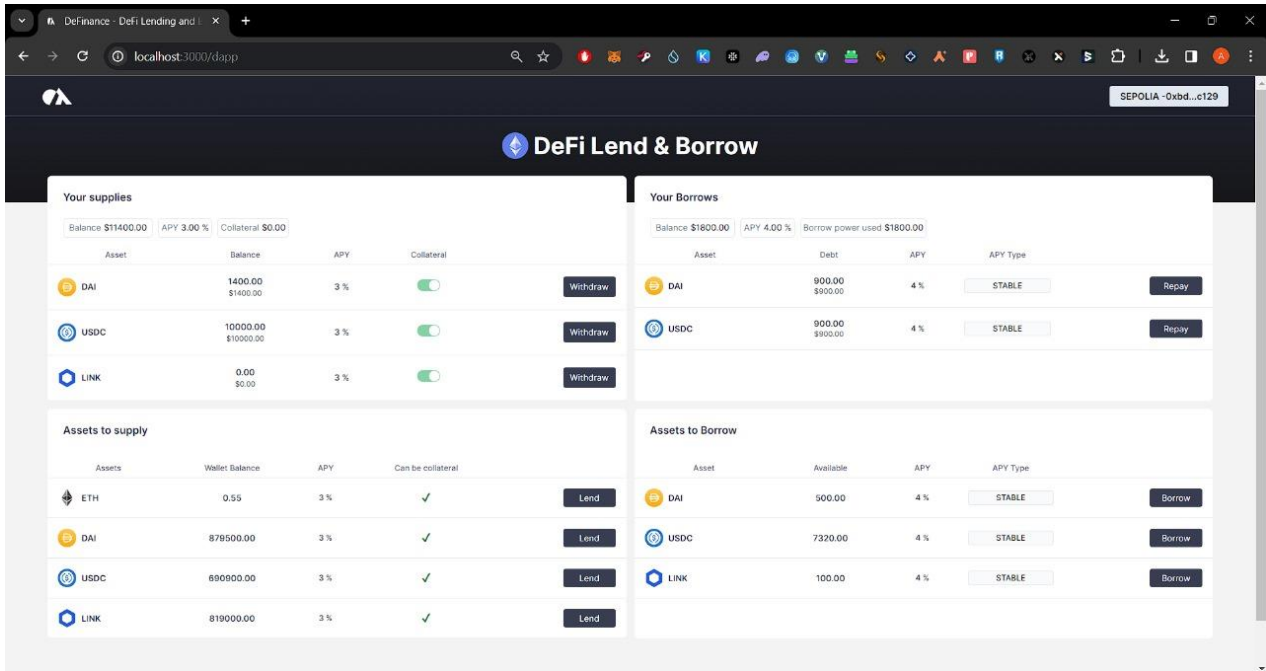 DeFinance - DeFi Lending and
localhost:3000/dapp
SEPOLIA -0xbd...c129
DeFi Lend & Borrow
Your supplies
Balance $11400.00 APY 3.00 % Collateral $0.00
Asset Balance APY Collateral
DAI 1400.00 3 % Withdraw
$1400.00
USDC 10000.00 3 % Withdraw
$10000.00
LINK 0.00 3 % Withdraw
$0.00
Your Borrows
Balance $1800.00 APY 4.00 % Borrow power used $1800.00
Asset Debt APY APY Type
DAI 900.00 4 % STABLE Repay
$900.00
USDC 900.00 4 % STABLE Repay
$900.00
Assets to supply
Assets Wallet Balance APY Can be collateral
ETH 0.55 3 % Lend
DAI 879500.00 3 % Lend
USDC 690900.00 3 % Lend
LINK 819000.00 3 % Lend
Assets to Borrow
Asset Available APY APY Type
DAI 500.00 4 % STABLE Borrow
USDC 7320.00 4 % STABLE Borrow
LINK 100.00 4 % STABLE Borrow